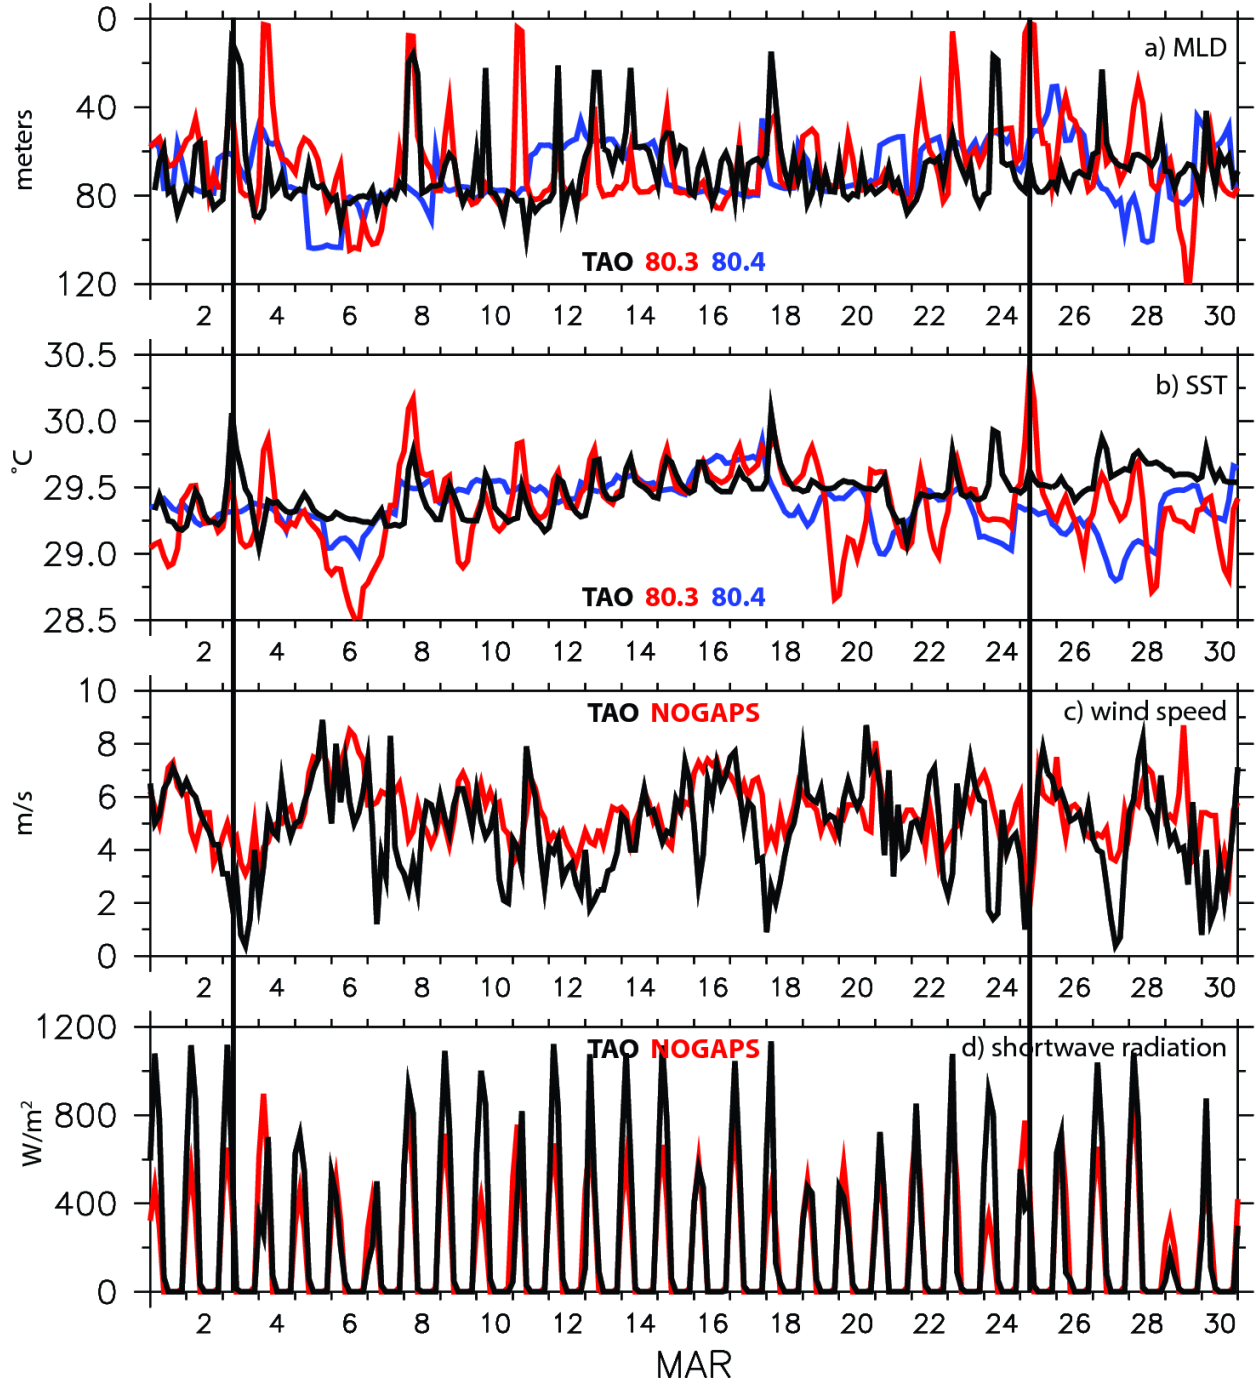 0
40
80
120
meters
a) MLD
TAO 80.3 80.4
2 4 6 8 10 12 14 16 18 20 22 24 26 28 30
30.5
30.0
29.5
29.0
28.5
°C
b) SST
TAO 80.3 80.4
2 4 6 8 10 12 14 16 18 20 22 24 26 28 30
10
8
6
4
2
0
m/s
TAO NOGAPS
c) wind speed
2 4 6 8 10 12 14 16 18 20 22 24 26 28 30
1200
800
400
0
W/m²
TAO NOGAPS
d) shortwave radiation
2 4 6 8 10 12 14 16 18 20 22 24 26 28 30
MAR